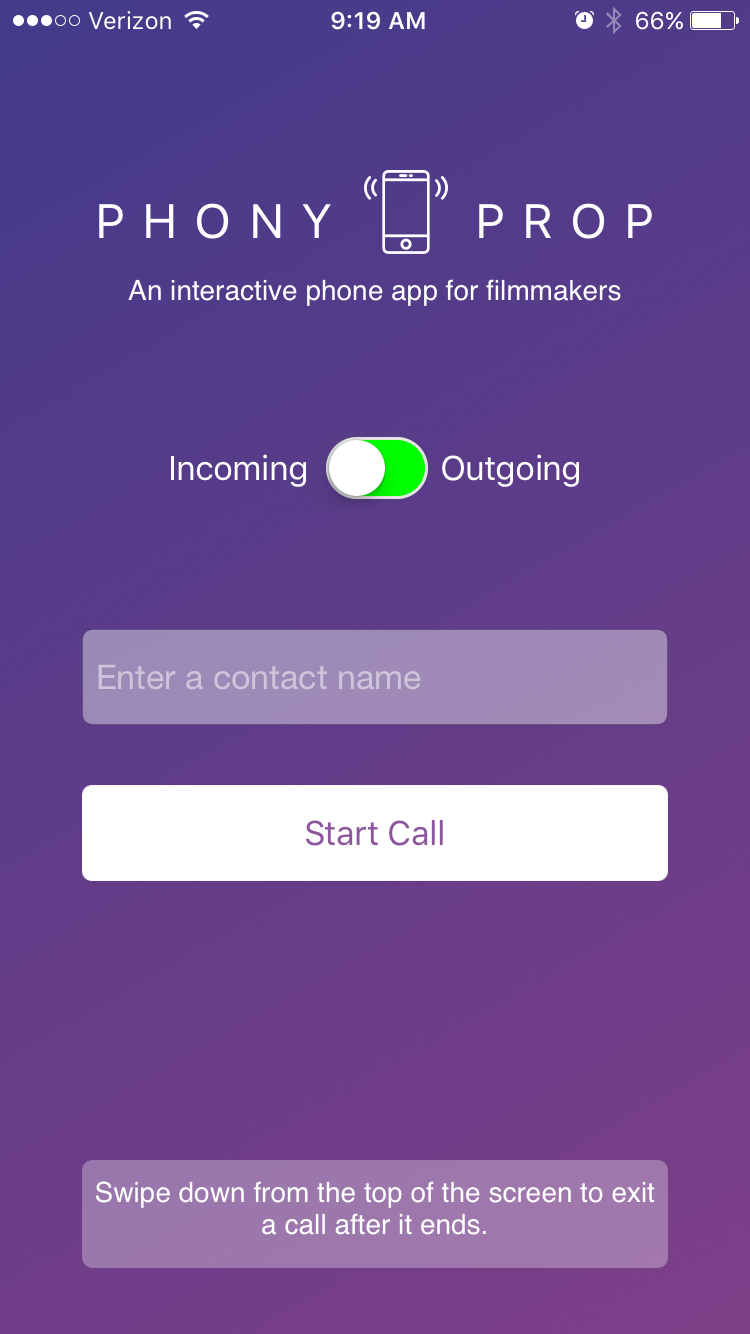 Verizon 9:19 AM 66%
PHONY PROP
An interactive phone app for filmmakers
Incoming Outgoing
Enter a contact name
Start Call
Swipe down from the top of the screen to exit
a call after it ends.